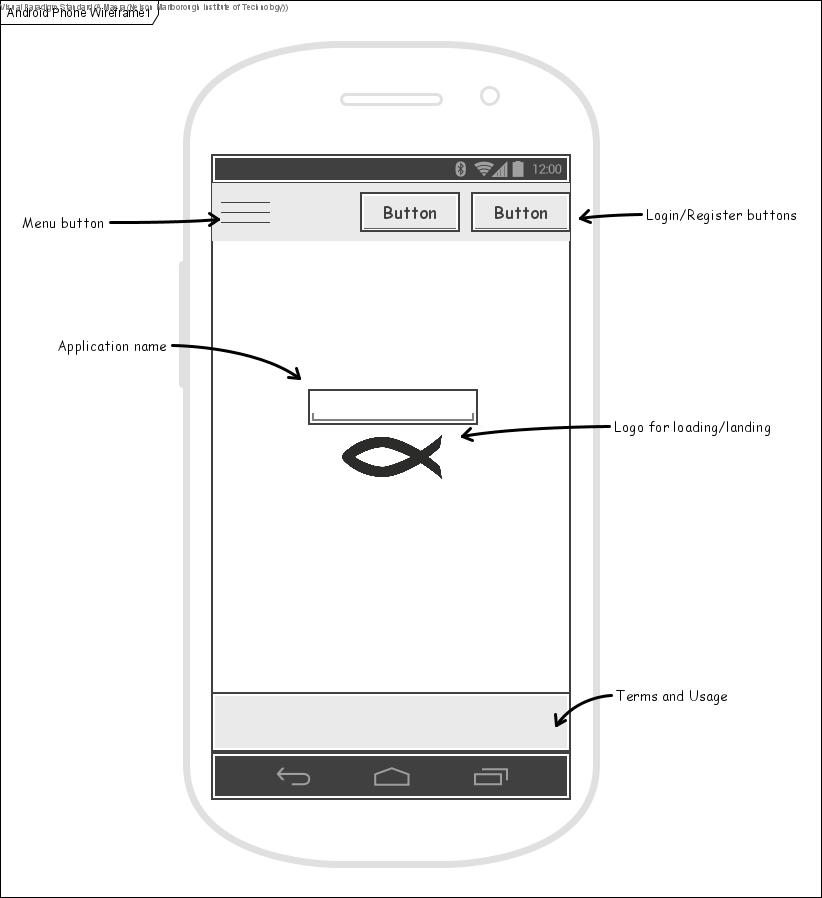 Visual Paradigm Standard(A Magira(Nelson Marlborough Institute of Technology))
Android Phone Wireframe1
12:00
Button Button
Menu button
Login/Register buttons
Application name
Logo for loading/landing
Terms and Usage